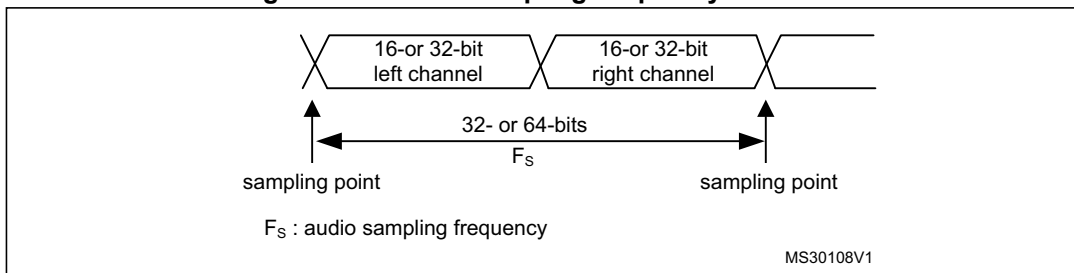 16-or 32-bit
left channel
16-or 32-bit
right channel
32- or 64-bits
FS
sampling point
sampling point
FS : audio sampling frequency
MS30108V1